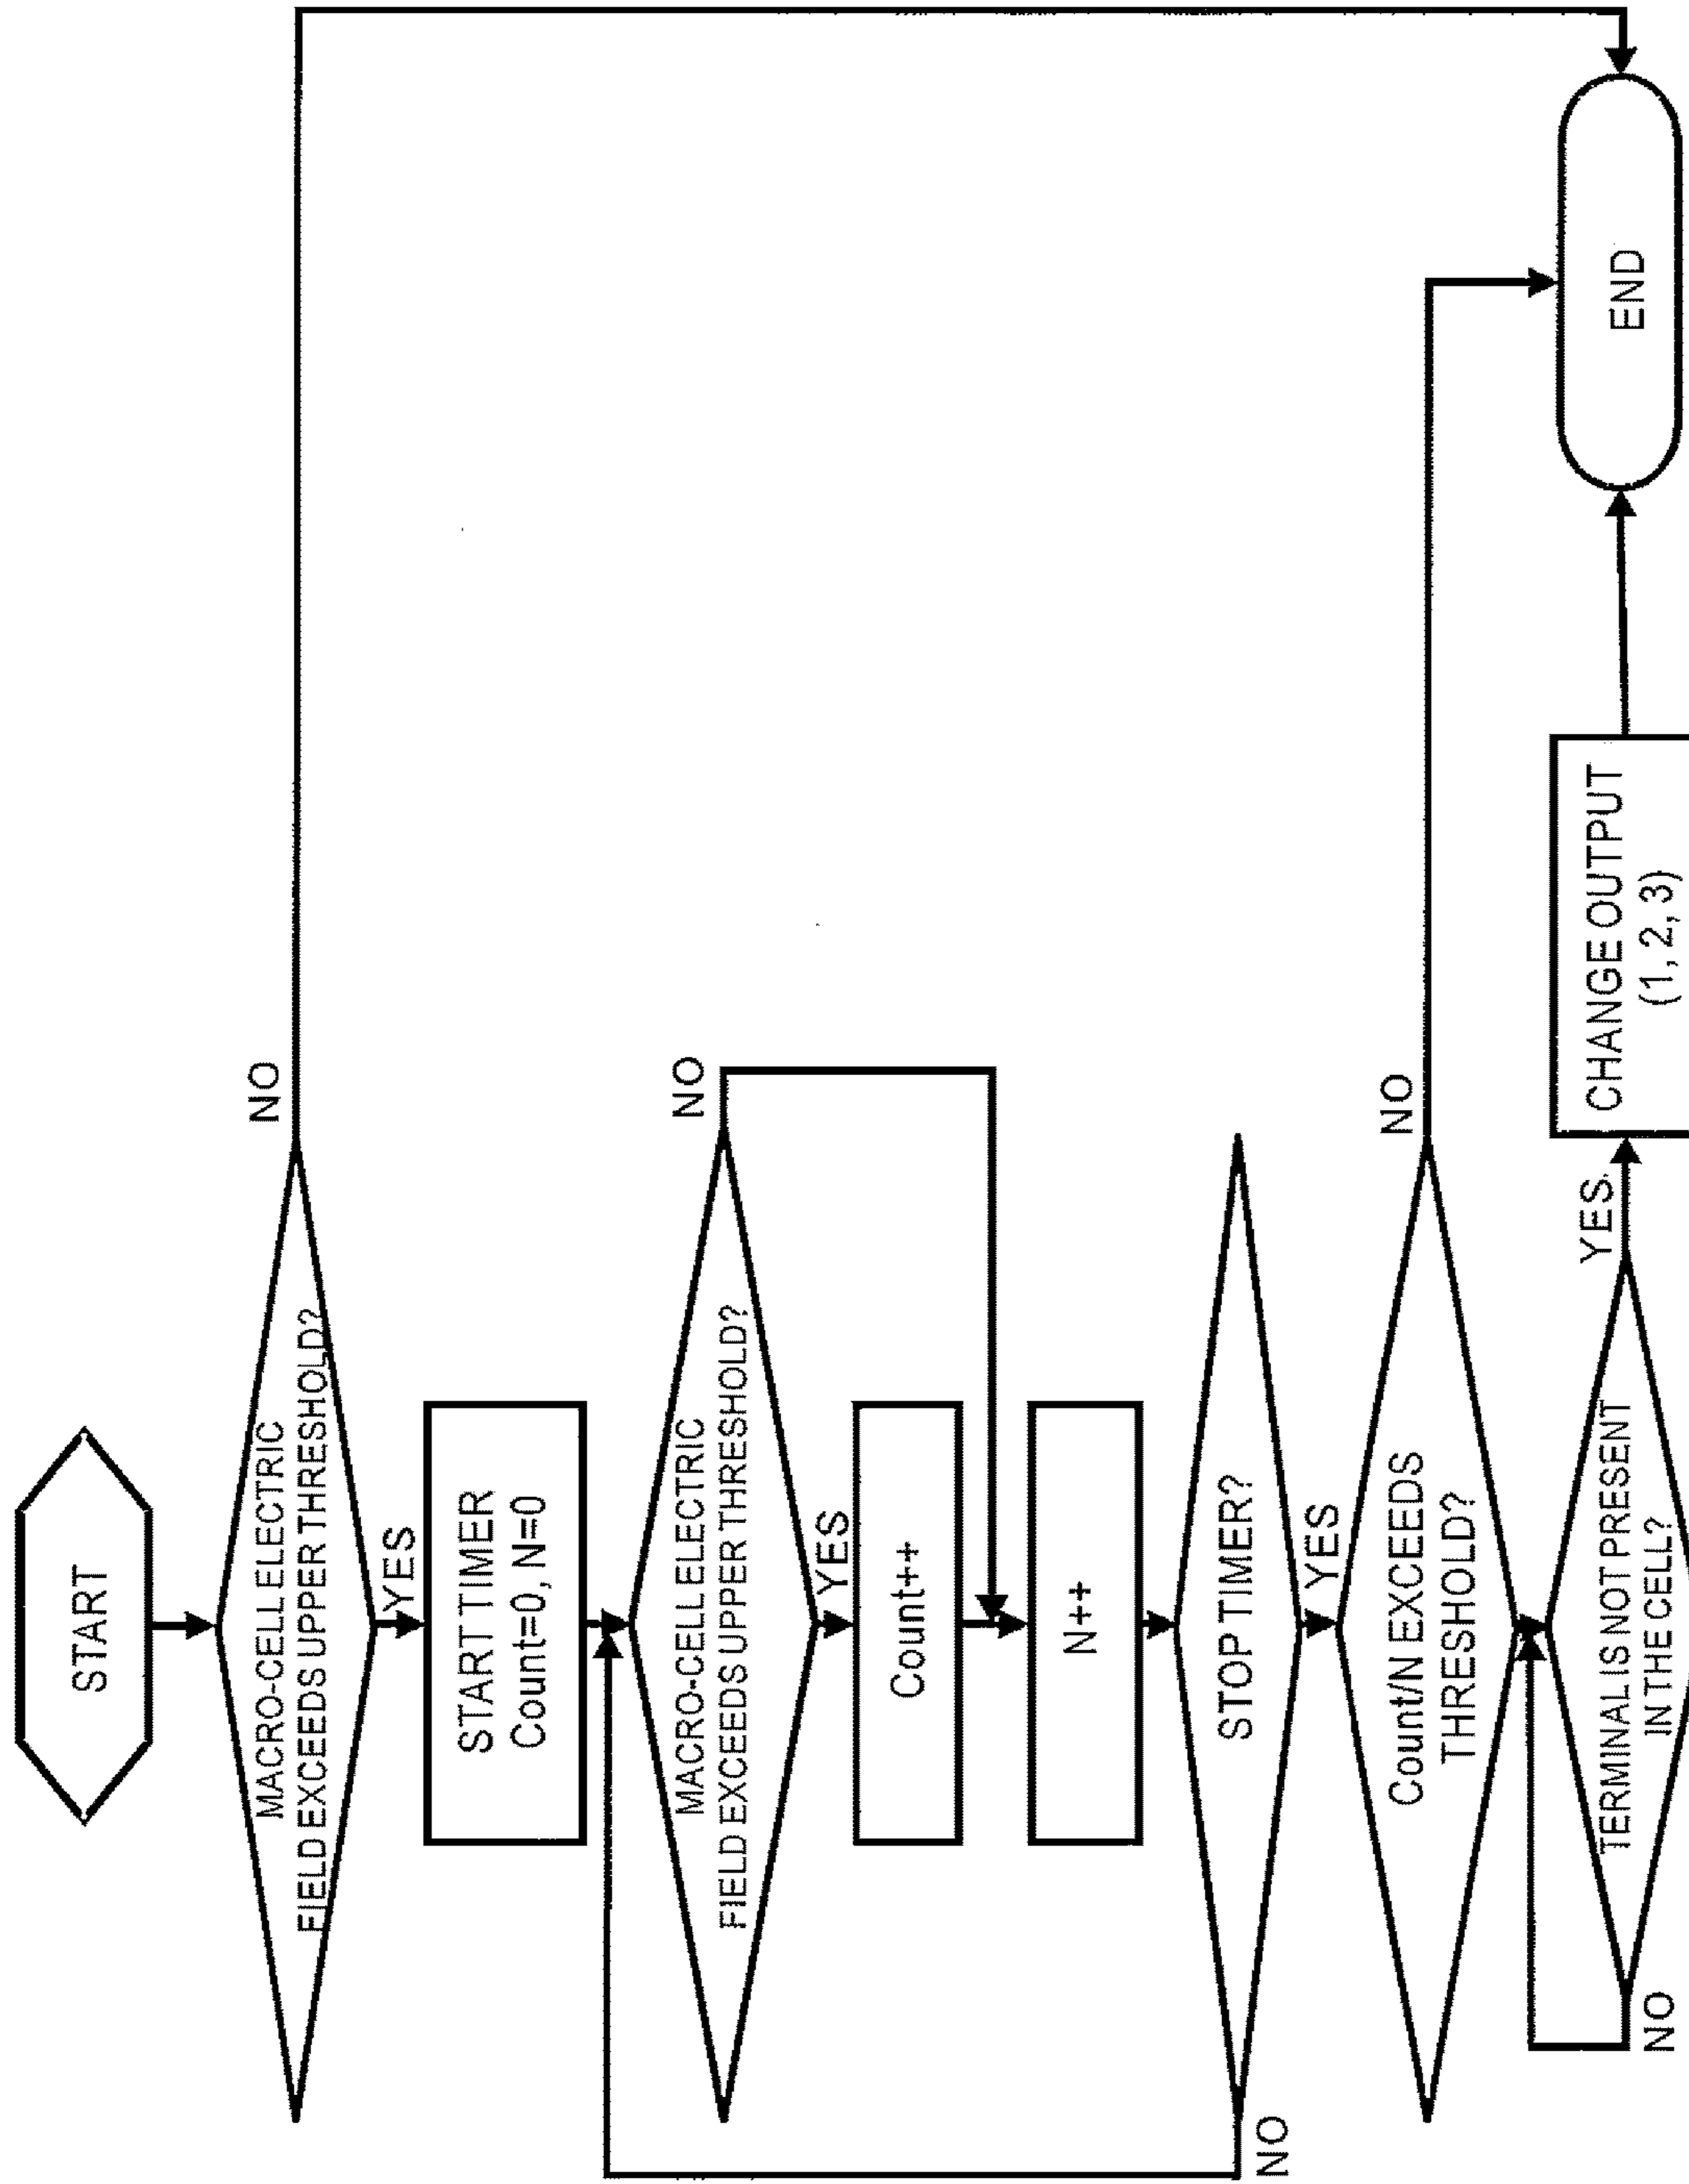 START
MACRO-CELL ELECTRIC
FIELD EXCEEDS UPPER THRESHOLD?
NO
YES
START TIMER
Count=0, N=0
MACRO-CELL ELECTRIC
FIELD EXCEEDS UPPER THRESHOLD?
NO
YES
Count++
N++
STOP TIMER?
NO
YES
Count/N EXCEEDS
THRESHOLD?
NO
TERMINAL IS NOT PRESENT
IN THE CELL?
NO
YES
CHANGE OUTPUT
(1, 2, 3)
END